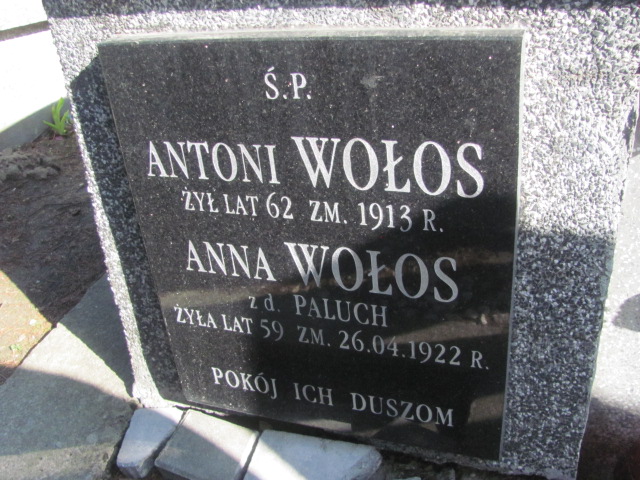 Ś.P.
ANTONI WOŁOS
ŻYŁ LAT 62 ZM. 1913 R.
ANNA WOŁOS
z d. PALUCH
ŻYŁA LAT 59 ZM. 26.04.1922 R.
POKÓJ ICH DUSZOM